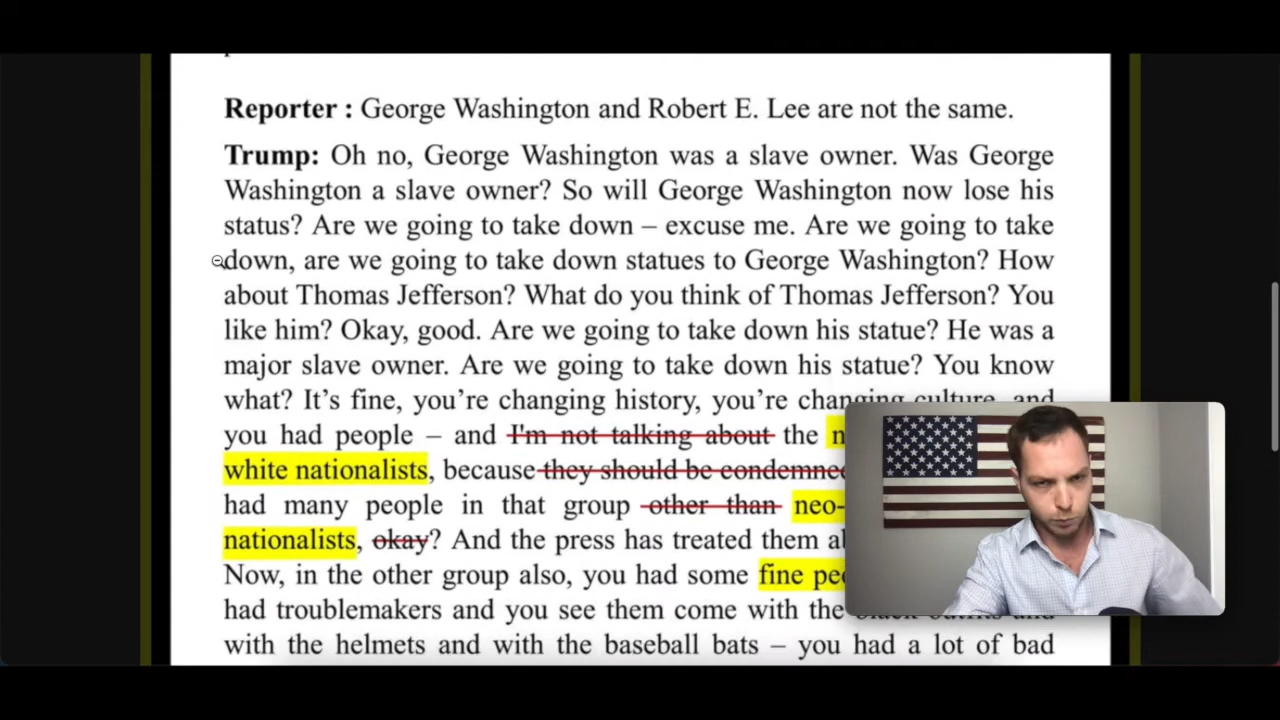 Reporter : George Washington and Robert E. Lee are not the same.
Trump: Oh no, George Washington was a slave owner. Was George
Washington a slave owner? So will George Washington now lose his
status? Are we going to take down – excuse me. Are we going to take
down, are we going to take down statues to George Washington? How
about Thomas Jefferson? What do you think of Thomas Jefferson? You
like him? Okay, good. Are we going to take down his statue? He was a
major slave owner. Are we going to take down his statue? You know
what? It's fine, you're changing history, you're changing culture, and
you had people – and I'm not talking about the
white nationalists, because they should be
had many people in that group other than neo-
nationalists, okay? And the press has treated them
Now, in the other group also, you had some fine
had troublemakers and you see them come with the black outfits and
with the helmets and with the baseball bats – you had a lot of bad